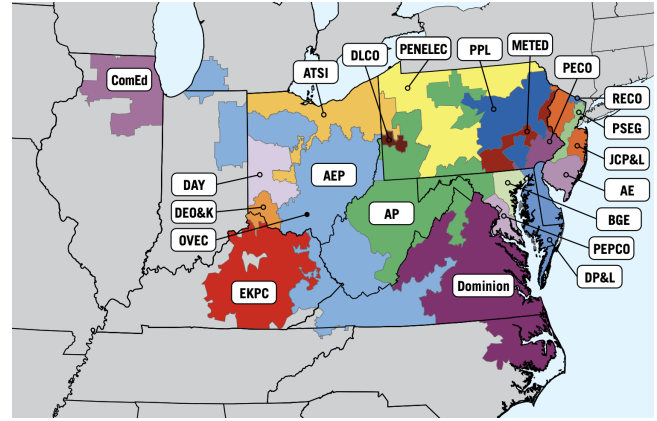 METED
PENELEC
PPL
DLCO
PECO
ATSI
ComEd
RECO
PSEG
JCP&L
DAY
AEP
AE
DEO&K
AP
BGE
OVEC
PEPCO
DP&L
EKPC
Dominion